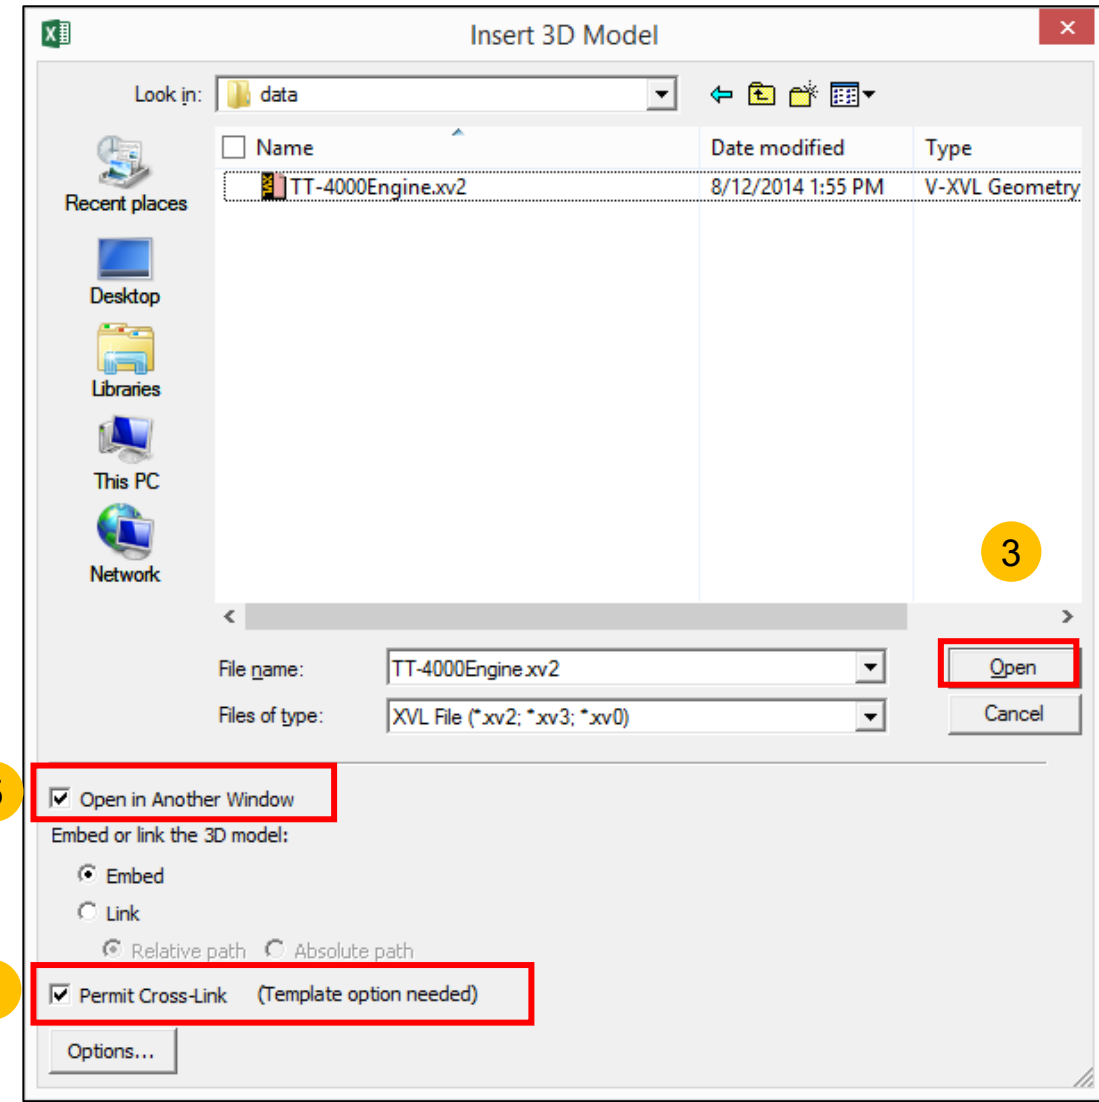 Insert 3D Model
Look in: data
Name Date modified Type
TT-4000Engine.xv2 8/12/2014 1:55 PM V-XVL Geometry
Recent places
Desktop
Libraries
This PC
Network
3
File name: TT-4000Engine.xv2 Open
Files of type: XVL File (*.xv2; *.xv3; *.xv0) Cancel
Open in Another Window
Embed or link the 3D model:
Embed
Link
Relative path Absolute path
Permit Cross-Link (Template option needed)
Options...